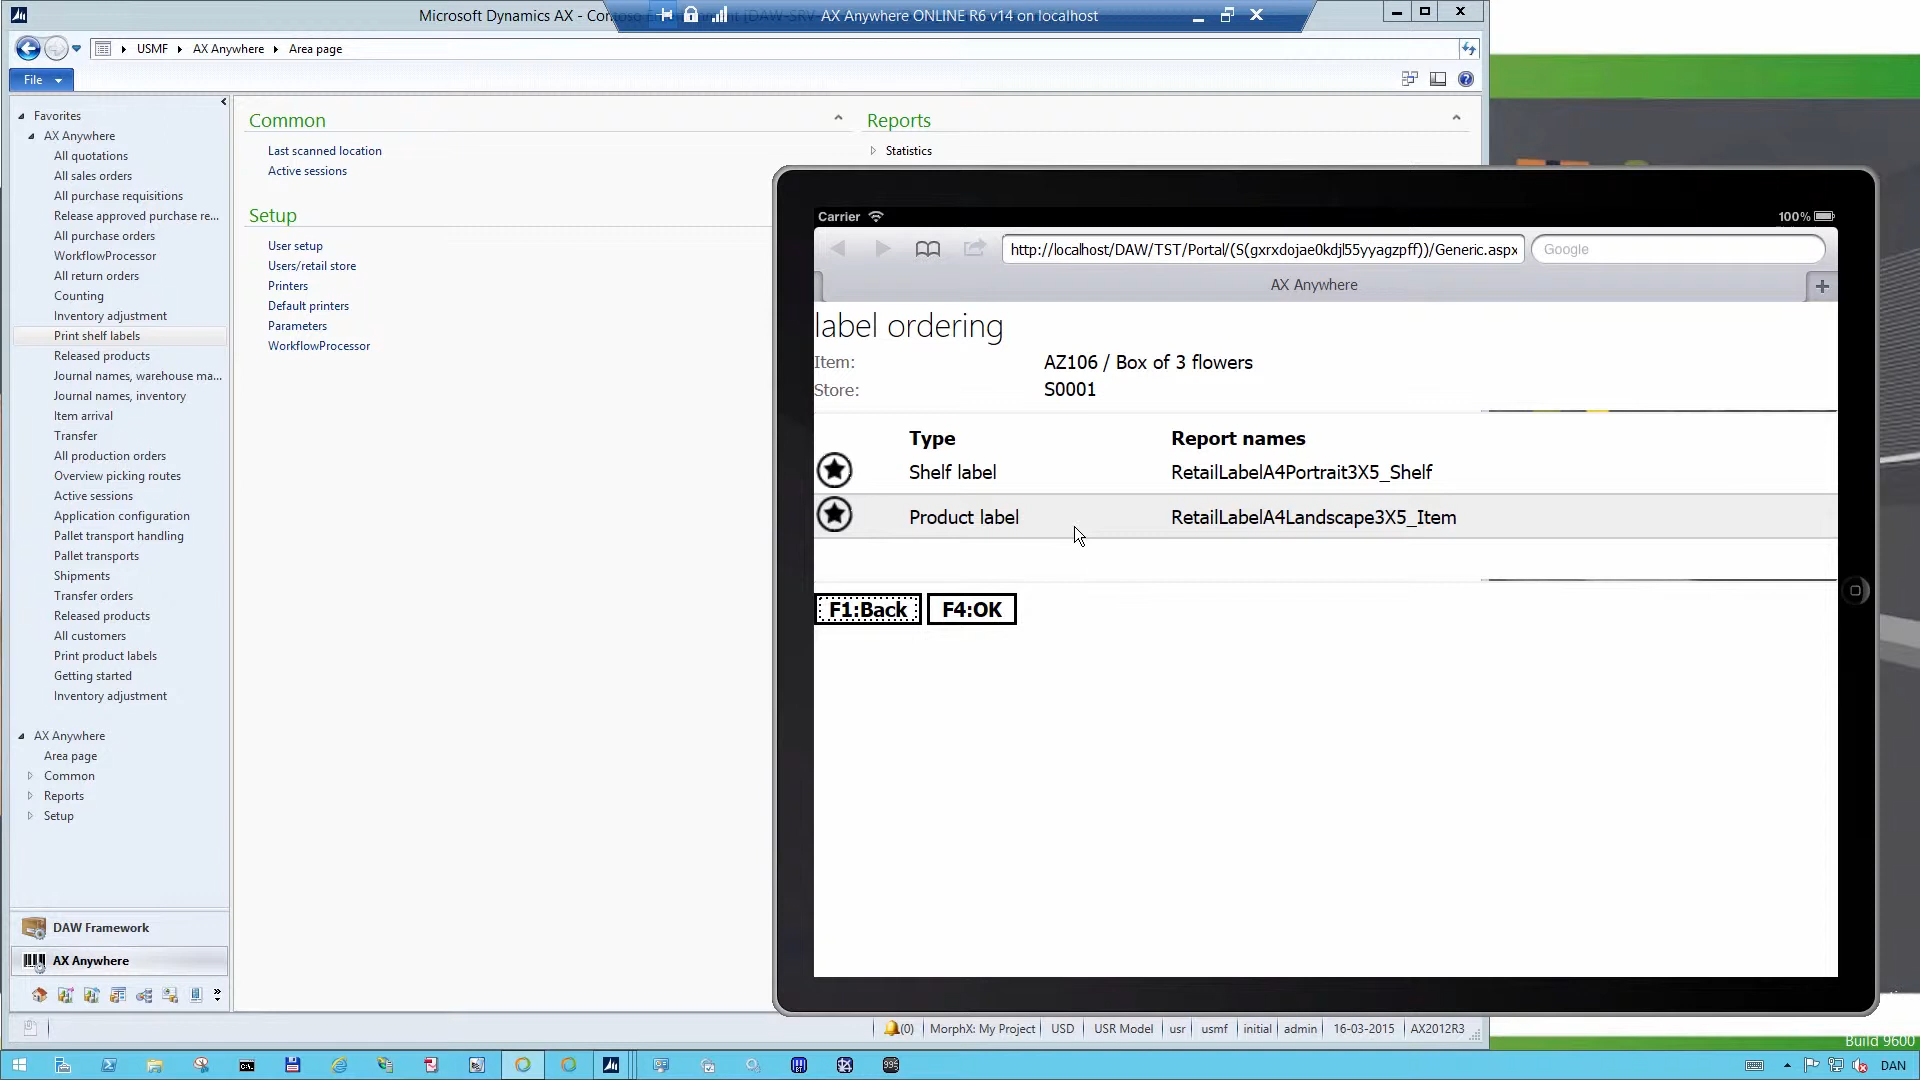 Microsoft Dynamics AX - Contoso
AX Anywhere ONLINE R6 v14 on localhost
USMF
AX Anywhere
Area page
File
Favorites
AX Anywhere
All quotations
All sales orders
All purchase requisitions
Release approved purchase re...
All purchase orders
WorkflowProcessor
All return orders
Counting
Inventory adjustment
Print shelf labels
Released products
Journal names, warehouse ma...
Journal names, inventory
Item arrival
Transfer
All production orders
Overview picking routes
Active sessions
Application configuration
Pallet transport handling
Pallet transports
Shipments
Transfer orders
Released products
All customers
Print product labels
Getting started
Inventory adjustment
AX Anywhere
Area page
Common
Reports
Setup
DAW Framework
AX Anywhere
Common
Last scanned location
Active sessions
Setup
User setup
Users/retail store
Printers
Default printers
Parameters
WorkflowProcessor
Reports
Statistics
Carrier
100%
http://localhost/DAW/TST/Portal/(S(gxrxdojae0kdjl55yyagzpff))/Generic.aspx
Google
AX Anywhere
label ordering
Item: AZ106 / Box of 3 flowers
Store: S0001
Type Report names
Shelf label RetailLabelA4Portrait3X5_Shelf
Product label RetailLabelA4Landscape3X5_Item
F1:Back F4:OK
(0) MorphX: My Project USD USR Model usr usmf initial admin 16-03-2015 AX2012R3
Build 9600
DAN